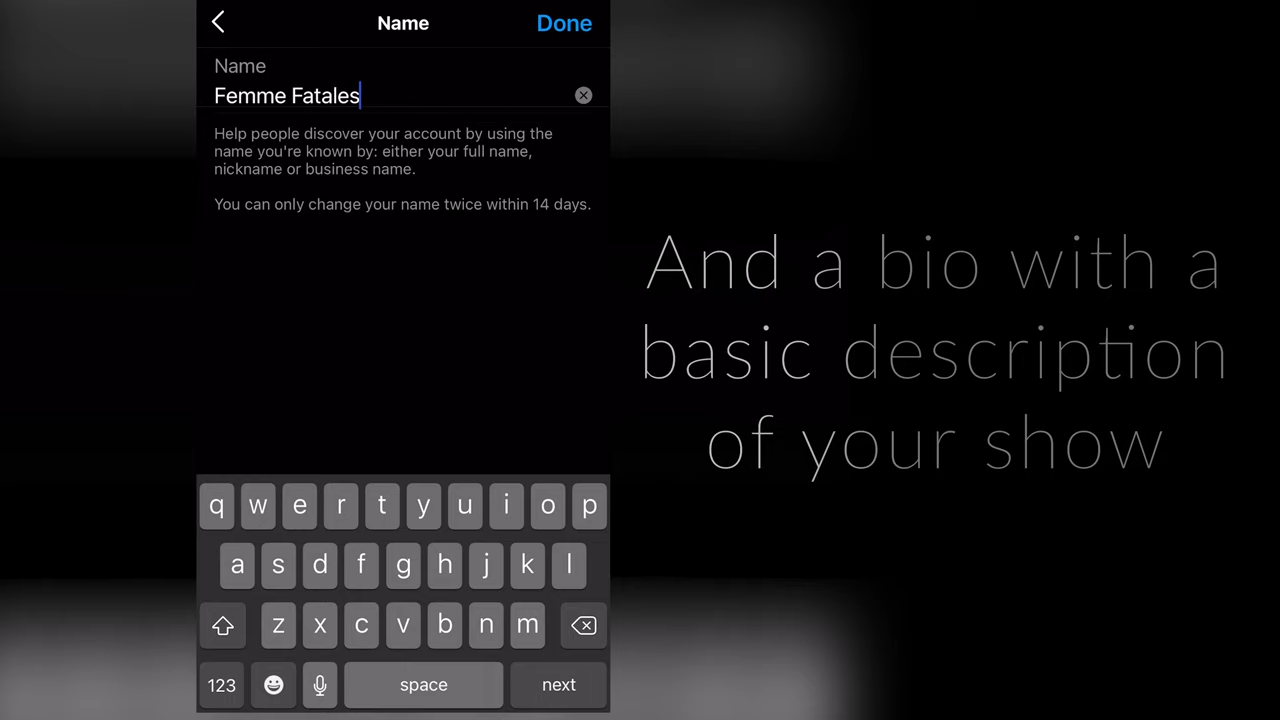 Name
Done
Name
Femme Fatales
Help people discover your account by using the
name you're known by: either your full name,
nickname or business name.
You can only change your name twice within 14 days.
And a bio with a
basic description
of your show
q w e r t y u i o p
a s d f g h j k l
z x c v b n m
123 space next